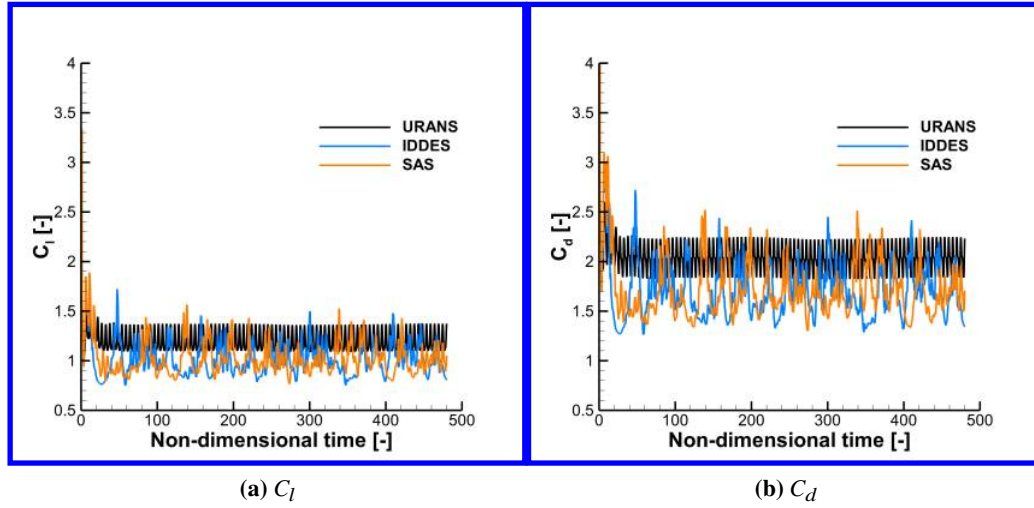 4
3.5
3
2.5
2
1.5
1
0.5
C_l [-]
URANS
IDDES
SAS
0 100 200 300 400 500
Non-dimensional time [-]
(a) C_l
4
3.5
3
2.5
2
1.5
1
0.5
C_d [-]
URANS
IDDES
SAS
0 100 200 300 400 500
Non-dimensional time [-]
(b) C_d